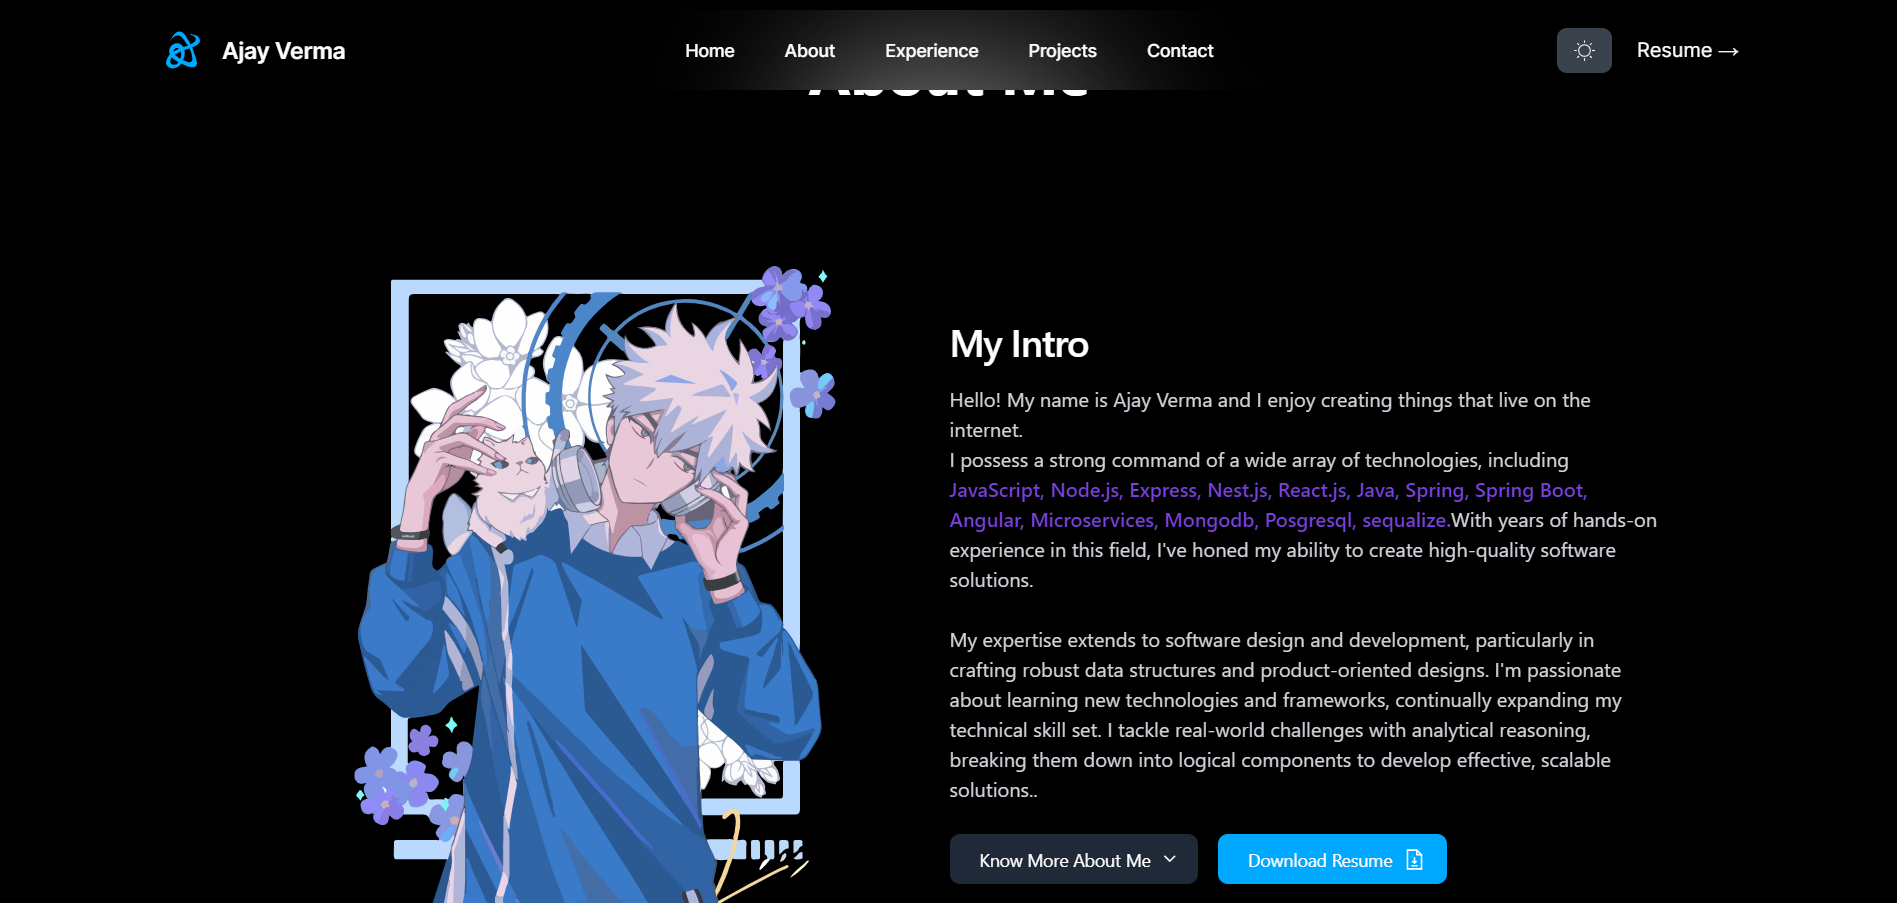 Ajay Verma
Home About Experience Projects Contact
Resume →
About Me
My Intro
Hello! My name is Ajay Verma and I enjoy creating things that live on the
internet.
I possess a strong command of a wide array of technologies, including
JavaScript, Node.js, Express, Nest.js, React.js, Java, Spring, Spring Boot,
Angular, Microservices, Mongodb, Posgresql, sequalize.With years of hands-on
experience in this field, I've honed my ability to create high-quality software
solutions.
My expertise extends to software design and development, particularly in
crafting robust data structures and product-oriented designs. I'm passionate
about learning new technologies and frameworks, continually expanding my
technical skill set. I tackle real-world challenges with analytical reasoning,
breaking them down into logical components to develop effective, scalable
solutions..
Know More About Me
Download Resume